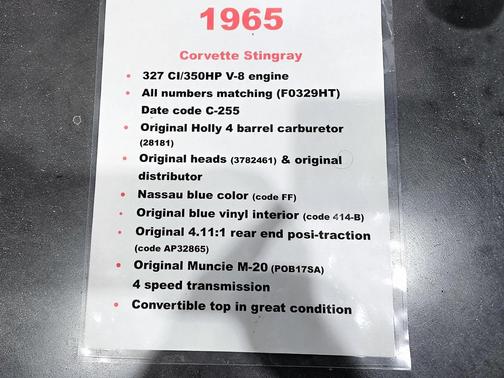 1965
Corvette Stingray
• 327 CI/350HP V-8 engine
• All numbers matching (F0329HT)
Date code C-255
• Original Holly 4 barrel carburetor
(28181)
• Original heads (3782461) & original
distributor
• Nassau blue color (code FF)
• Original blue vinyl interior (code 414-B)
• Original 4.11:1 rear end posi-traction
(code AP32865)
• Original Muncie M-20 (POB17SA)
4 speed transmission
• Convertible top in great condition